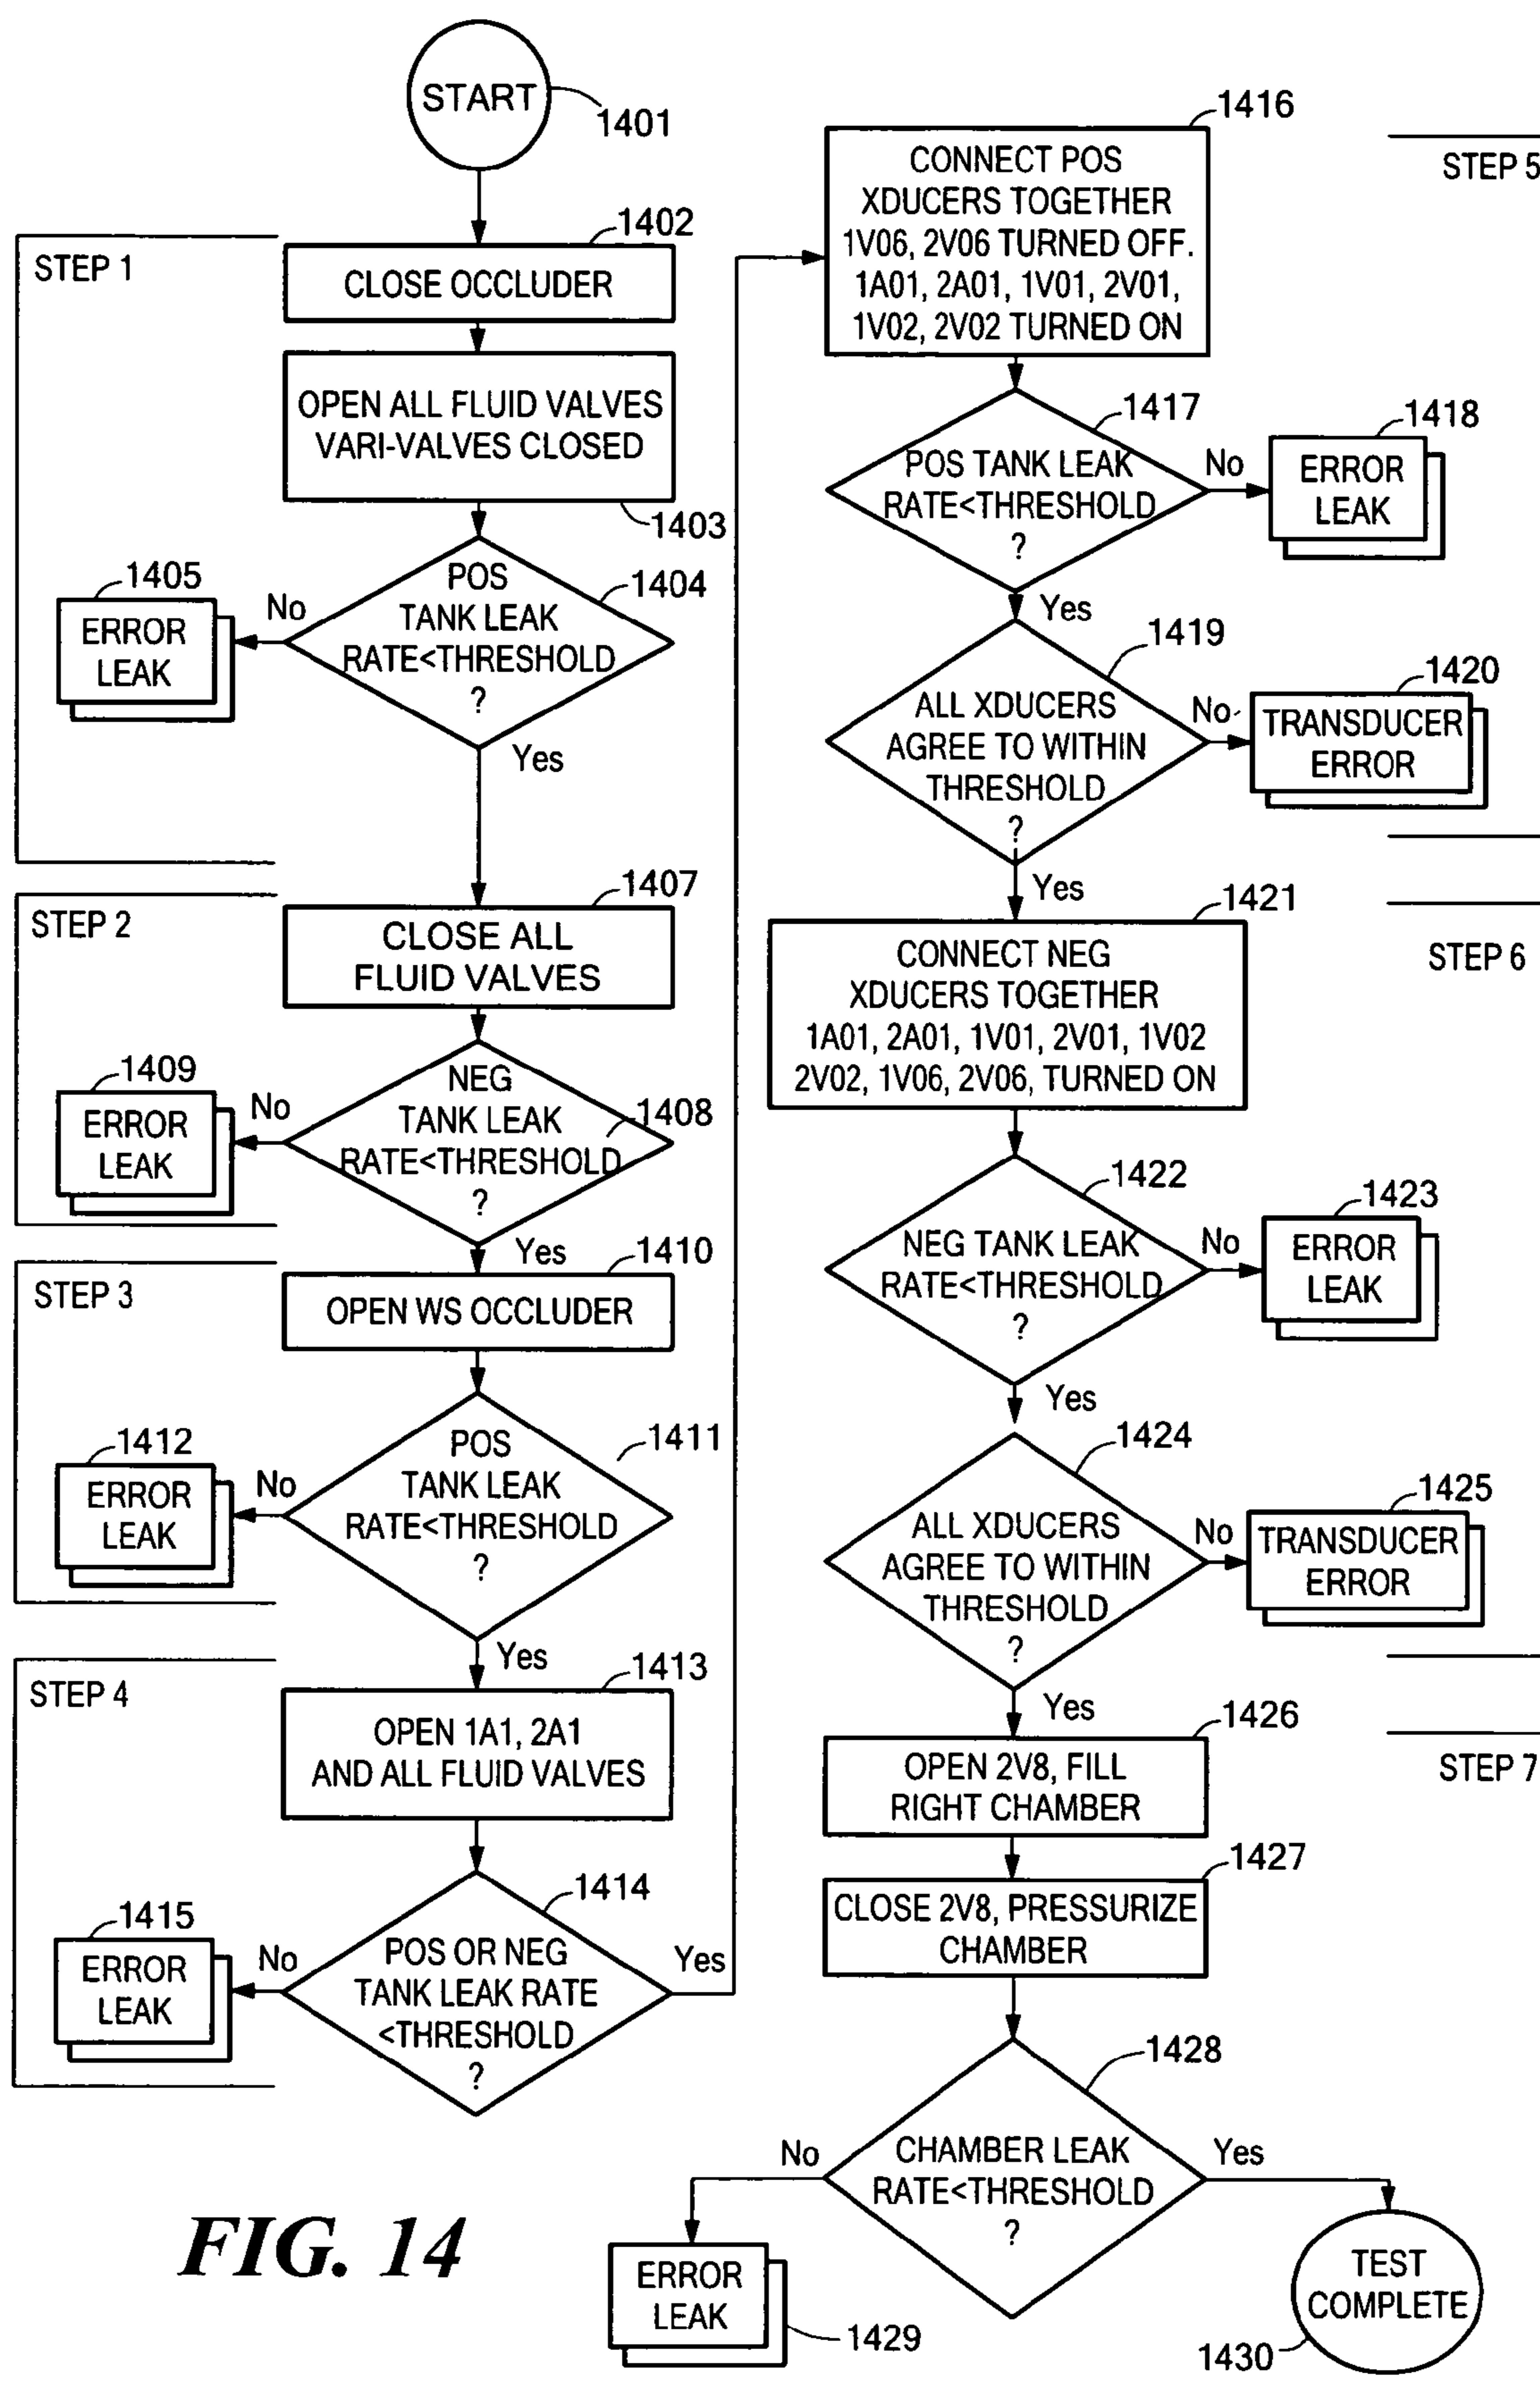 START
1401
STEP 1
1402
CLOSE OCCLUDER
OPEN ALL FLUID VALVES
VARI-VALVES CLOSED
1403
POS
TANK LEAK
RATE<THRESHOLD
?
1404
No
1405
ERROR
LEAK
Yes
STEP 2
1407
CLOSE ALL
FLUID VALVES
NEG
TANK LEAK
RATE<THRESHOLD
?
1408
No
1409
ERROR
LEAK
Yes
STEP 3
1410
OPEN WS OCCLUDER
POS
TANK LEAK
RATE<THRESHOLD
?
1411
No
1412
ERROR
LEAK
Yes
STEP 4
1413
OPEN 1A1, 2A1
AND ALL FLUID VALVES
1414
POS OR NEG
TANK LEAK RATE
<THRESHOLD
?
No
1415
ERROR
LEAK
Yes
1416
STEP 5
CONNECT POS
XDUCERS TOGETHER
1V06, 2V06 TURNED OFF.
1A01, 2A01, 1V01, 2V01,
1V02, 2V02 TURNED ON
1417
POS TANK LEAK
RATE<THRESHOLD
?
No
1418
ERROR
LEAK
Yes
1419
ALL XDUCERS
AGREE TO WITHIN
THRESHOLD
?
No
1420
TRANSDUCER
ERROR
Yes
1421
STEP 6
CONNECT NEG
XDUCERS TOGETHER
1A01, 2A01, 1V01, 2V01, 1V02
2V02, 1V06, 2V06, TURNED ON
1422
NEG TANK LEAK
RATE<THRESHOLD
?
No
1423
ERROR
LEAK
Yes
1424
ALL XDUCERS
AGREE TO WITHIN
THRESHOLD
?
No
1425
TRANSDUCER
ERROR
Yes
1426
STEP 7
OPEN 2V8, FILL
RIGHT CHAMBER
1427
CLOSE 2V8, PRESSURIZE
CHAMBER
1428
CHAMBER LEAK
RATE<THRESHOLD
?
No
ERROR
LEAK
1429
Yes
TEST
COMPLETE
1430
FIG. 14